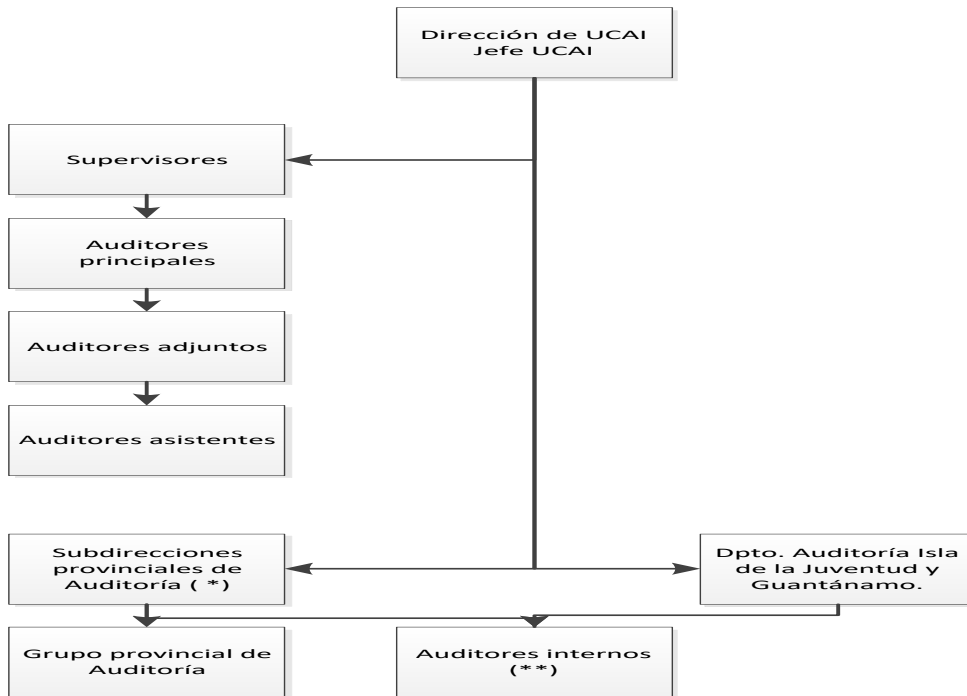 Dirección de UCAI
Jefe UCAI
Supervisores
Auditores
principales
Auditores adjuntos
Auditores asistentes
Subdirecciones
provinciales de
Auditoría ( *)
Dpto. Auditoría Isla
de la Juventud y
Guantánamo.
Grupo provincial de
Auditoría
Auditores internos
(**)